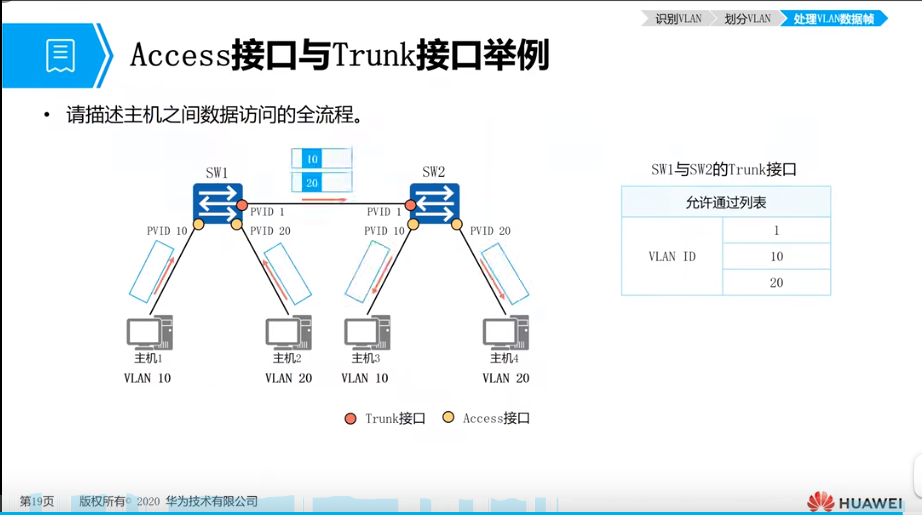 识别VLAN 划分VLAN 处理VLAN数据帧
Access接口与Trunk接口举例
• 请描述主机之间数据访问的全流程。
SW1 10 SW2
20
PVID 1 PVID 1
PVID 10 PVID 20 PVID 10 PVID 20
主机1 主机2 主机3 主机4
VLAN 10 VLAN 20 VLAN 10 VLAN 20
Trunk接口 Access接口
SW1与SW2的Trunk接口
允许通过列表
VLAN ID
1
10
20
第19页 版权所有© 2020 华为技术有限公司
HUAWEI